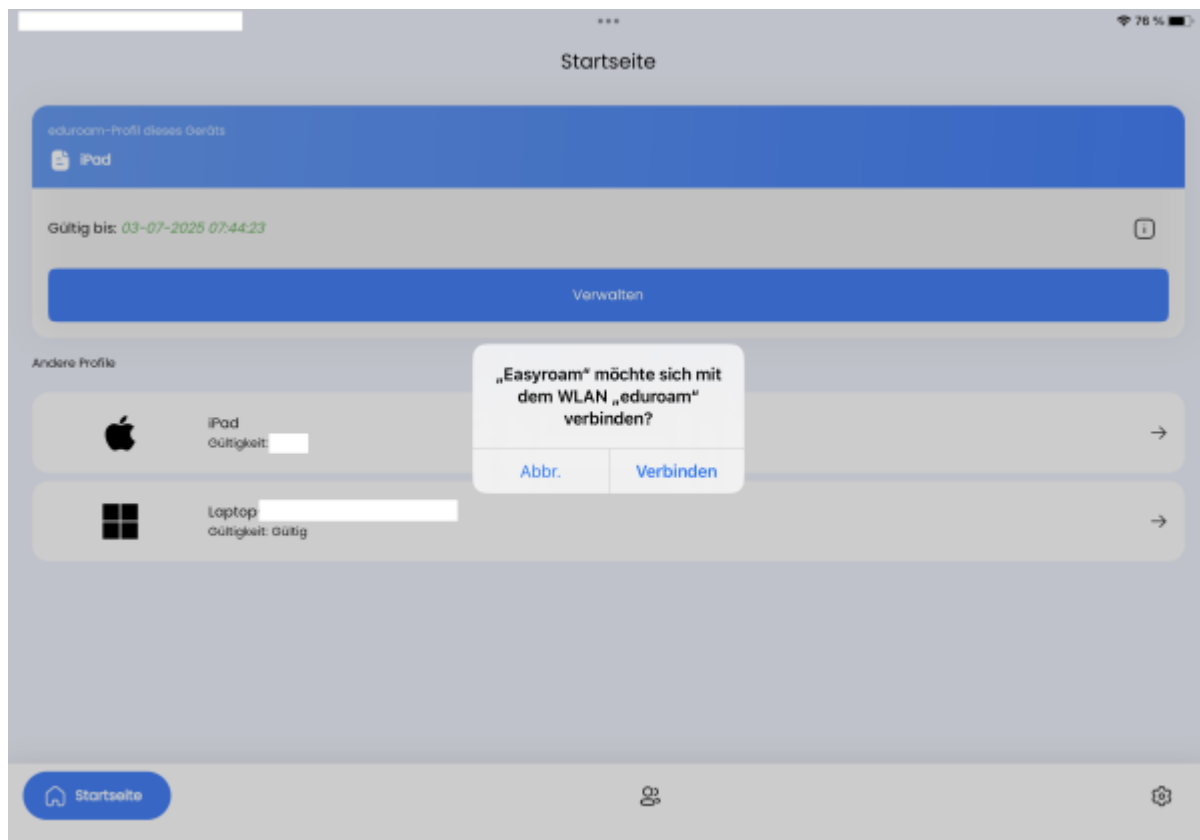 76 %
Startseite
eduroam-Profil dieses Geräts
iPad
Gültig bis: 03-07-2025 07:44:23
Verwalten
Andere Profile
„Easyroam“ möchte sich mit
dem WLAN „eduroam“
verbinden?
Abbr.
Verbinden
iPad
Gültigkeit:
Laptop
Gültigkeit: Gültig
Startseite